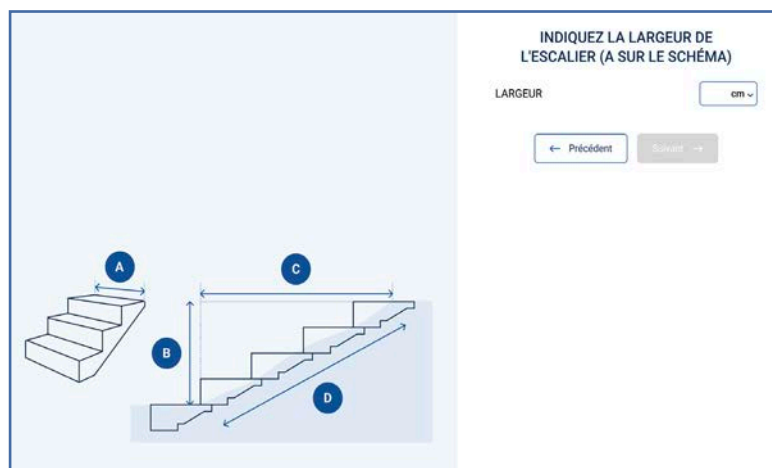 INDIQUEZ LA LARGEUR DE
L'ESCALIER (A SUR LE SCHÉMA)
LARGEUR
cm
← Précédent
Suivant →
A
C
B
D